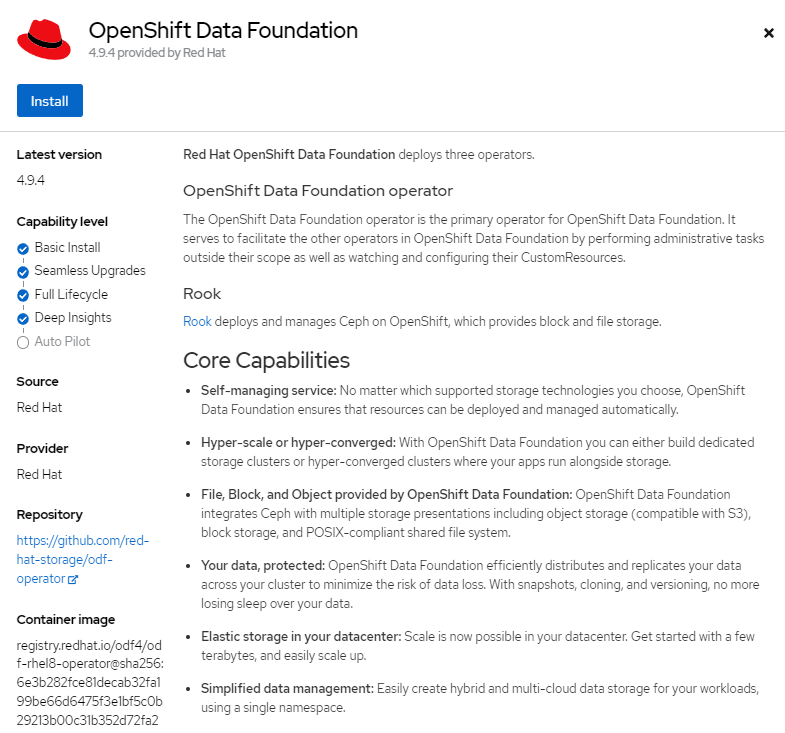 OpenShift Data Foundation
4.9.4 provided by Red Hat
Install
Latest version
4.9.4
Capability level
Basic Install
Seamless Upgrades
Full Lifecycle
Deep Insights
Auto Pilot
Source
Red Hat
Provider
Red Hat
Repository
https://github.com/red-
hat-storage/odf-
operator
Container image
registry.redhat.io/odf4/od
f-rhel8-operator@sha256:
6e3b282fce81decab32fa1
99be66d6475f3e1bf5c0b
29213b00c31b352d72fa2
Red Hat OpenShift Data Foundation deploys three operators.
OpenShift Data Foundation operator
The OpenShift Data Foundation operator is the primary operator for OpenShift Data Foundation. It
serves to facilitate the other operators in OpenShift Data Foundation by performing administrative tasks
outside their scope as well as watching and configuring their CustomResources.
Rook
Rook deploys and manages Ceph on OpenShift, which provides block and file storage.
Core Capabilities
• Self-managing service: No matter which supported storage technologies you choose, OpenShift
Data Foundation ensures that resources can be deployed and managed automatically.
• Hyper-scale or hyper-converged: With OpenShift Data Foundation you can either build dedicated
storage clusters or hyper-converged clusters where your apps run alongside storage.
• File, Block, and Object provided by OpenShift Data Foundation: OpenShift Data Foundation
integrates Ceph with multiple storage presentations including object storage (compatible with S3),
block storage, and POSIX-compliant shared file system.
• Your data, protected: OpenShift Data Foundation efficiently distributes and replicates your data
across your cluster to minimize the risk of data loss. With snapshots, cloning, and versioning, no more
losing sleep over your data.
• Elastic storage in your datacenter: Scale is now possible in your datacenter. Get started with a few
terabytes, and easily scale up.
• Simplified data management: Easily create hybrid and multi-cloud data storage for your workloads,
using a single namespace.